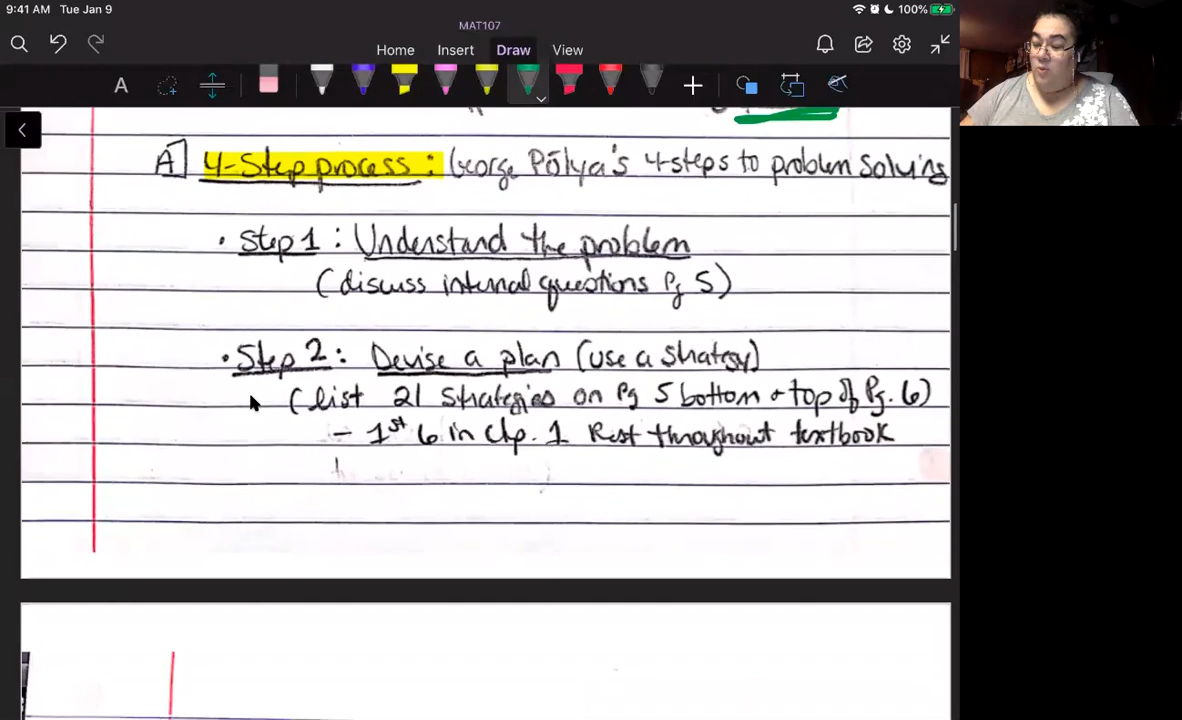 9:41 AM Tue Jan 9
100%
MAT107
Home Insert Draw View
A
A] 4-Step process: George Pólya's 4-steps to problem solving
• Step 1: Understand the problem
(discuss internal questions Pg 5)
• Step 2: Devise a plan (use a strategy)
(list 21 strategies on Pg 5 bottom + top of Pg. 6)
- 1st 6 in Chp. 1 Rest throughout textbook